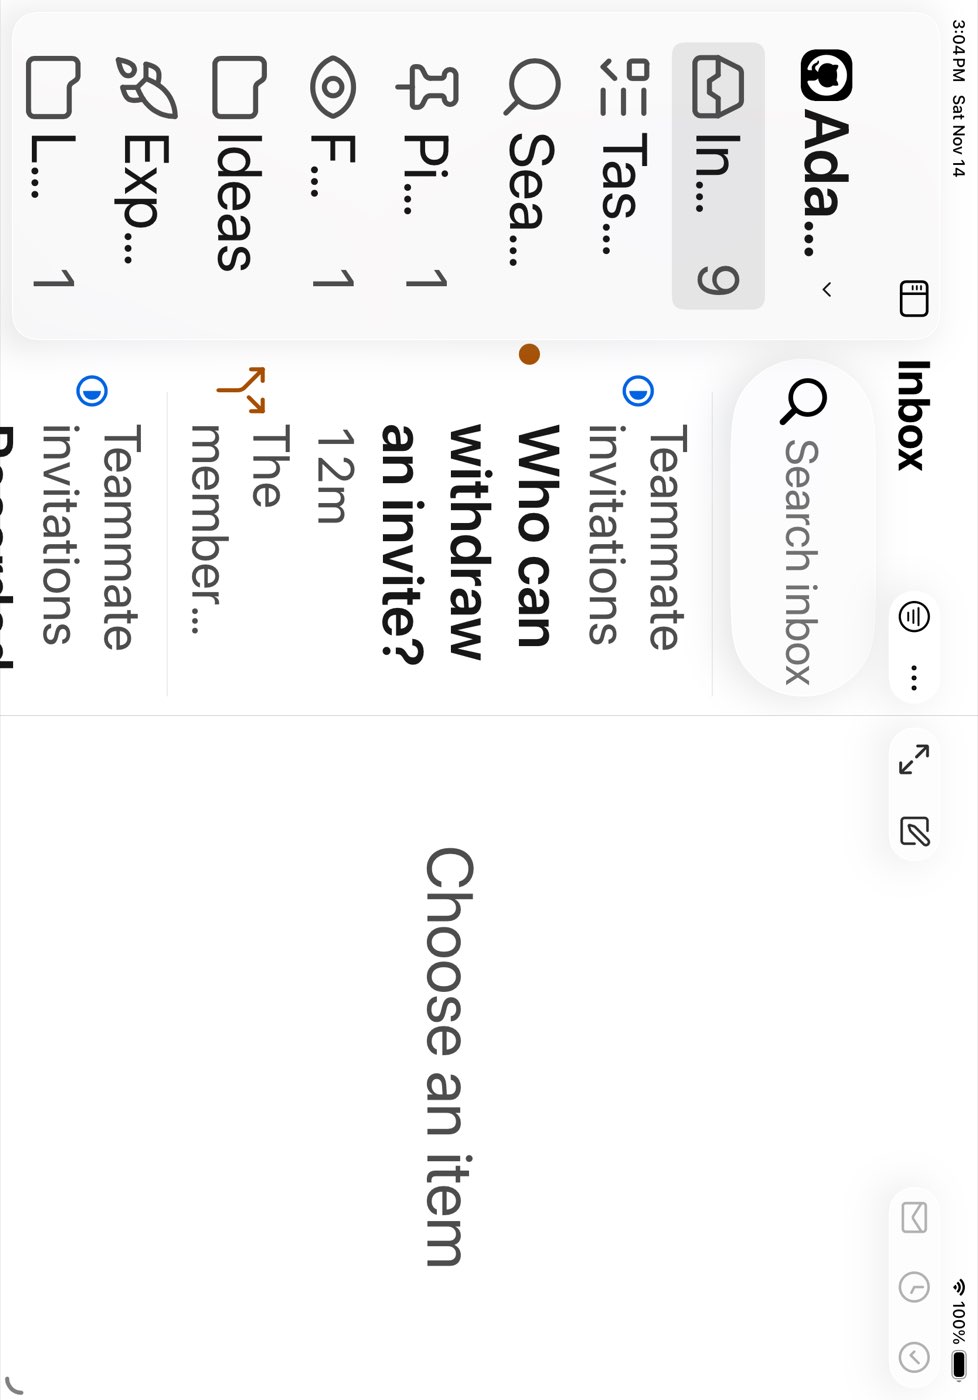 3:04 PM Sat Nov 14
100%
Ada...
In... 9
Tas...
Sea...
Pi... 1
F... 1
Ideas
Exp...
L... 1
Inbox
Search inbox
Teammate
invitations
Who can
withdraw
an invite?
12m
The
member...
Teammate
invitations
Recorded
Choose an item